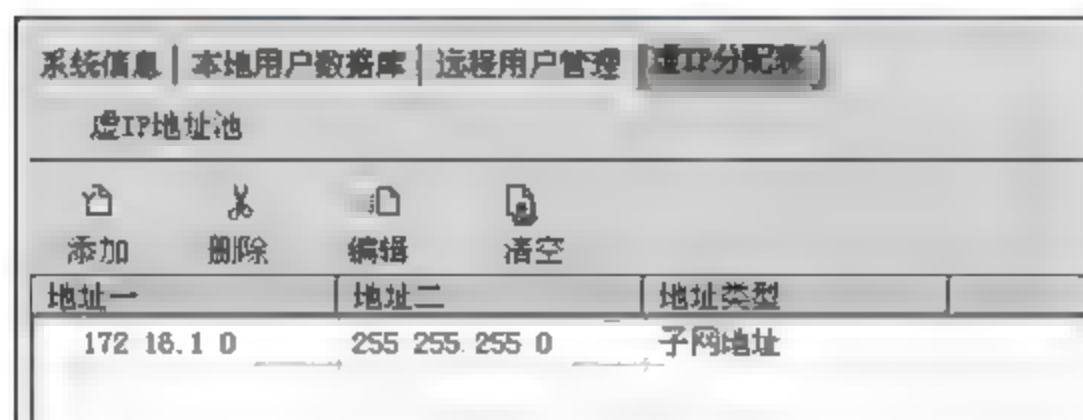 系统信息 | 本地用户数据库 | 远程用户管理 | 虚IP分配表
虚IP地址池
添加 删除 编辑 清空
地址一 地址二 地址类型
172 18.1 0 255 255.255 0 子网地址